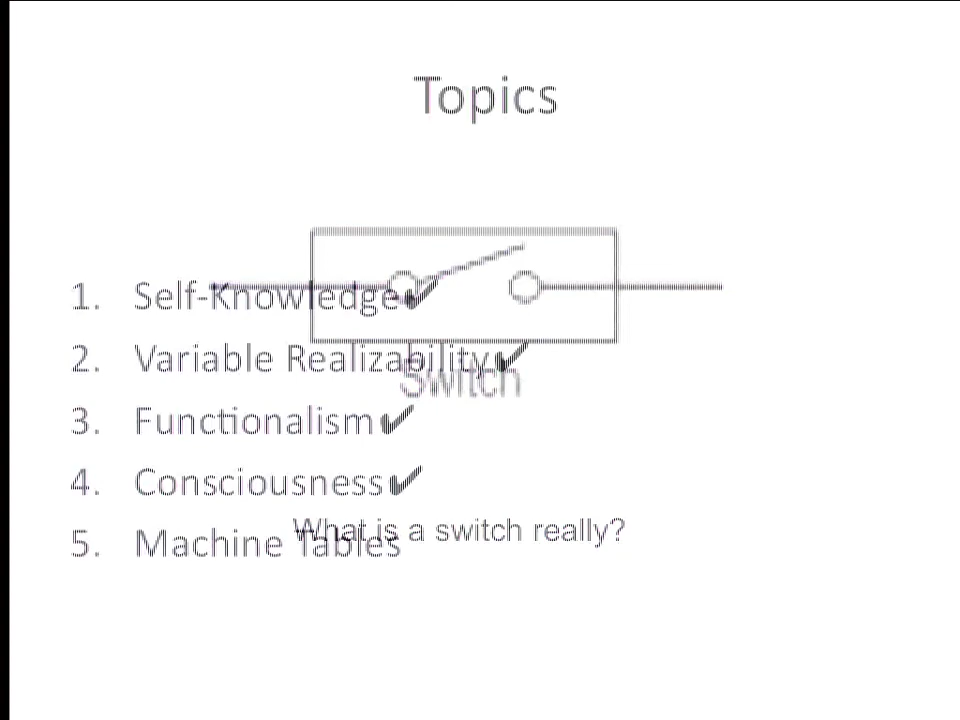 Topics
1. Self-Knowledge ✔
2. Variable Realizability ✔
Switch
3. Functionalism ✔
4. Consciousness ✔
What is a switch really?
5. Machine Tables